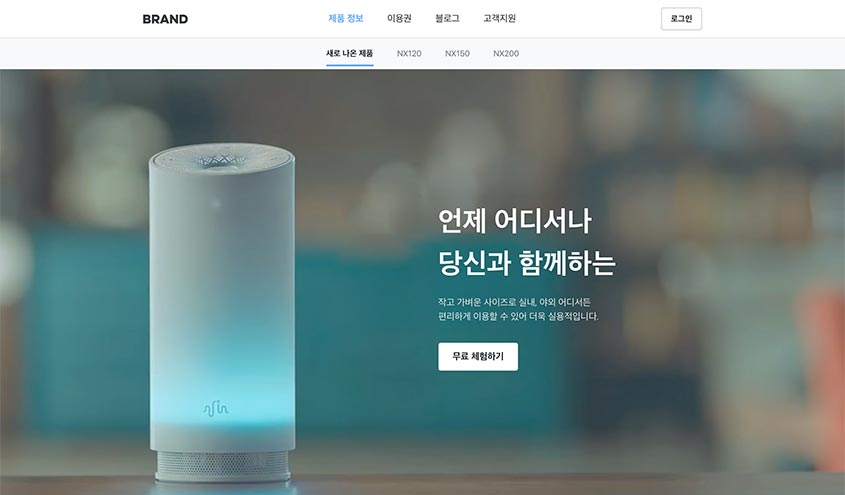 BRAND
제품 정보
이용권
블로그
고객지원
로그인
새로 나온 제품
NX120
NX150
NX200
언제 어디서나
당신과 함께하는
작고 가벼운 사이즈로 실내, 야외 어디서든
편리하게 이용할 수 있어 더욱 실용적입니다.
무료 체험하기